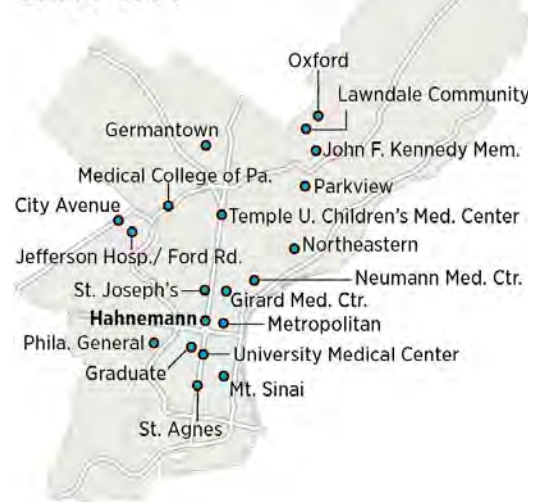 Oxford
Lawndale Community
Germantown
John F. Kennedy Mem.
Medical College of Pa.
Parkview
City Avenue
Temple U. Children's Med. Center
Northeastern
Jefferson Hosp./ Ford Rd.
Neumann Med. Ctr.
St. Joseph's
Girard Med. Ctr.
Hahnemann
Metropolitan
Phila. General
University Medical Center
Graduate
Mt. Sinai
St. Agnes